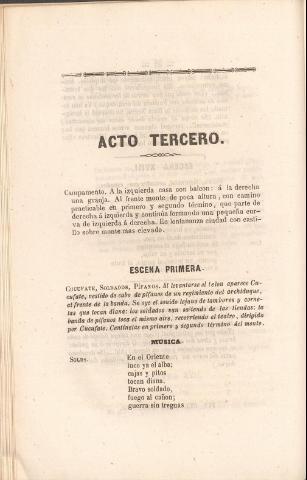 ACTO TERCERO.
Campamento. A la izquierda casa con balcon: á la derecha
una granja. Al frente monte de poca altura, con camino
practicable en primero y segundo término, que parte de
derecha á izquierda y continúa formando una pequeña cur-
va de izquierda á derecha. En lontananza ciudad con casti-
llo sobre monte mas elevado.
ESCENA PRIMERA.
CUCUFATE, SOLDADOS, PÍFANOS. Al levantarse el telon aparece Cu-
cufate, vestido de cabo de pífanos de un regimiento del archiduque,
al frente de la banda. Se oye el sonido lejano de tambores y corne-
tas que tocan diana: los soldados van saliendo de las tiendas: la
banda de pífanos toca el mismo aire, recorriendo el teatro, dirigida
por Cucufate. Centinelas en primero y segundo término del monte.
MUSICA.
SOLDS. En el Oriente
luce ya el alba;
cajas y pitos
tocan diana.
Bravo soldado,
fuego al cañon;
guerra sin treguas